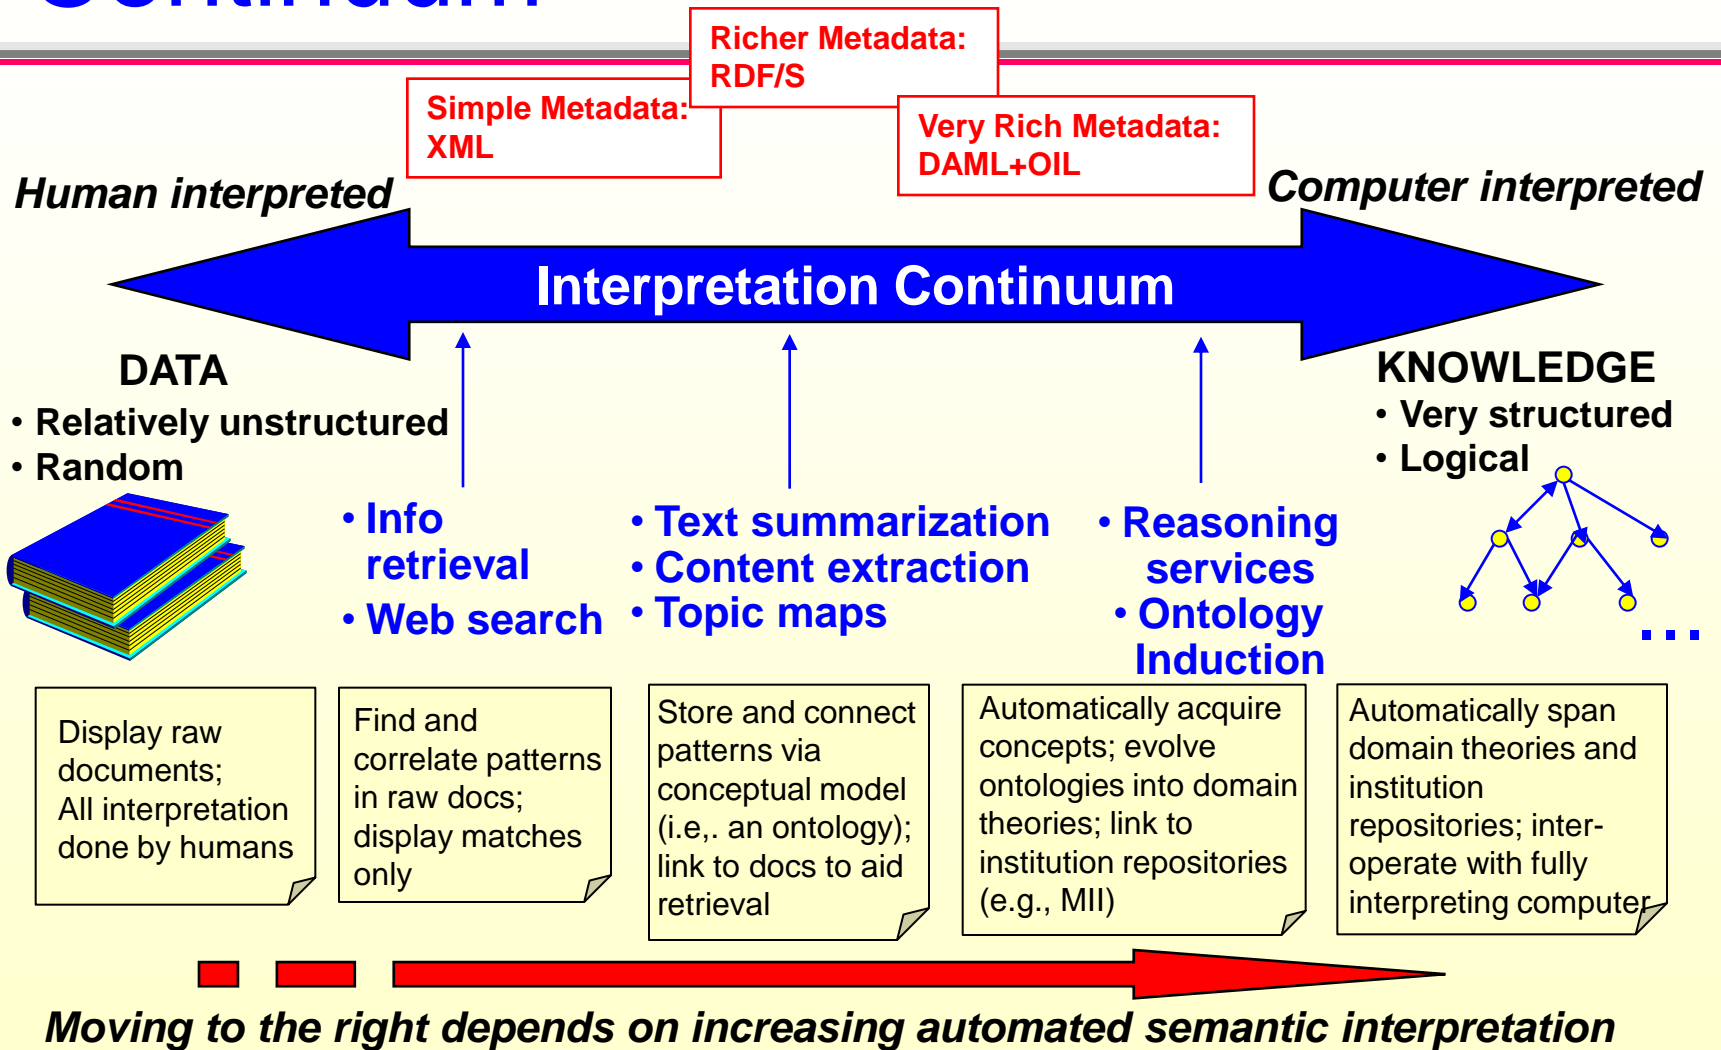 Continuum
Richer Metadata:
RDF/S
Simple Metadata:
XML
Very Rich Metadata:
DAML+OIL
Human interpreted
Computer interpreted
Interpretation Continuum
DATA
• Relatively unstructured
• Random
KNOWLEDGE
• Very structured
• Logical
• Info
retrieval
• Web search
• Text summarization
• Content extraction
• Topic maps
• Reasoning
services
• Ontology
Induction
...
Display raw
documents;
All interpretation
done by humans
Find and
correlate patterns
in raw docs;
display matches
only
Store and connect
patterns via
conceptual model
(i.e,. an ontology);
link to docs to aid
retrieval
Automatically acquire
concepts; evolve
ontologies into domain
theories; link to
institution repositories
(e.g., MII)
Automatically span
domain theories and
institution
repositories; inter-
operate with fully
interpreting computer
Moving to the right depends on increasing automated semantic interpretation